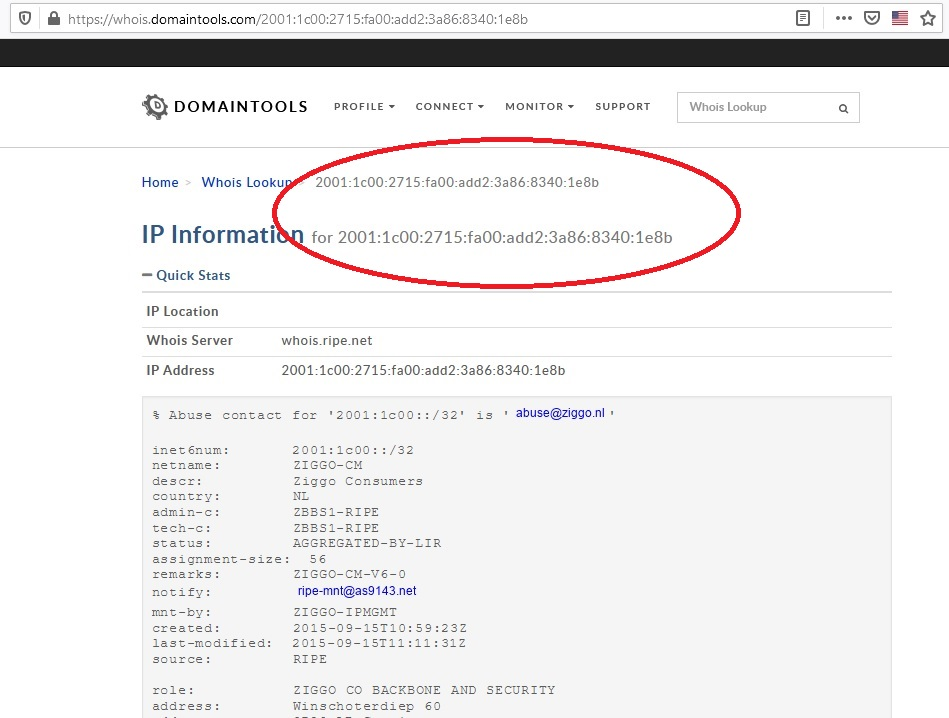 https://whois.domaintools.com/2001:1c00:2715:fa00:add2:3a86:8340:1e8b
DOMAINTOOLS PROFILE CONNECT MONITOR SUPPORT Whois Lookup
Home > Whois Lookup > 2001:1c00:2715:fa00:add2:3a86:8340:1e8b
IP Information for 2001:1c00:2715:fa00:add2:3a86:8340:1e8b
Quick Stats
IP Location
Whois Server whois.ripe.net
IP Address 2001:1c00:2715:fa00:add2:3a86:8340:1e8b
% Abuse contact for '2001:1c00::/32' is ' abuse@ziggo.nl '
inet6num: 2001:1c00::/32
netname: ZIGGO-CM
descr: Ziggo Consumers
country: NL
admin-c: ZBBS1-RIPE
tech-c: ZBBS1-RIPE
status: AGGREGATED-BY-LIR
assignment-size: 56
remarks: ZIGGO-CM-V6-0
notify: ripe-mnt@as9143.net
mnt-by: ZIGGO-IPMGMT
created: 2015-09-15T10:59:23Z
last-modified: 2015-09-15T11:11:31Z
source: RIPE
role: ZIGGO CO BACKBONE AND SECURITY
address: Winschoterdiep 60